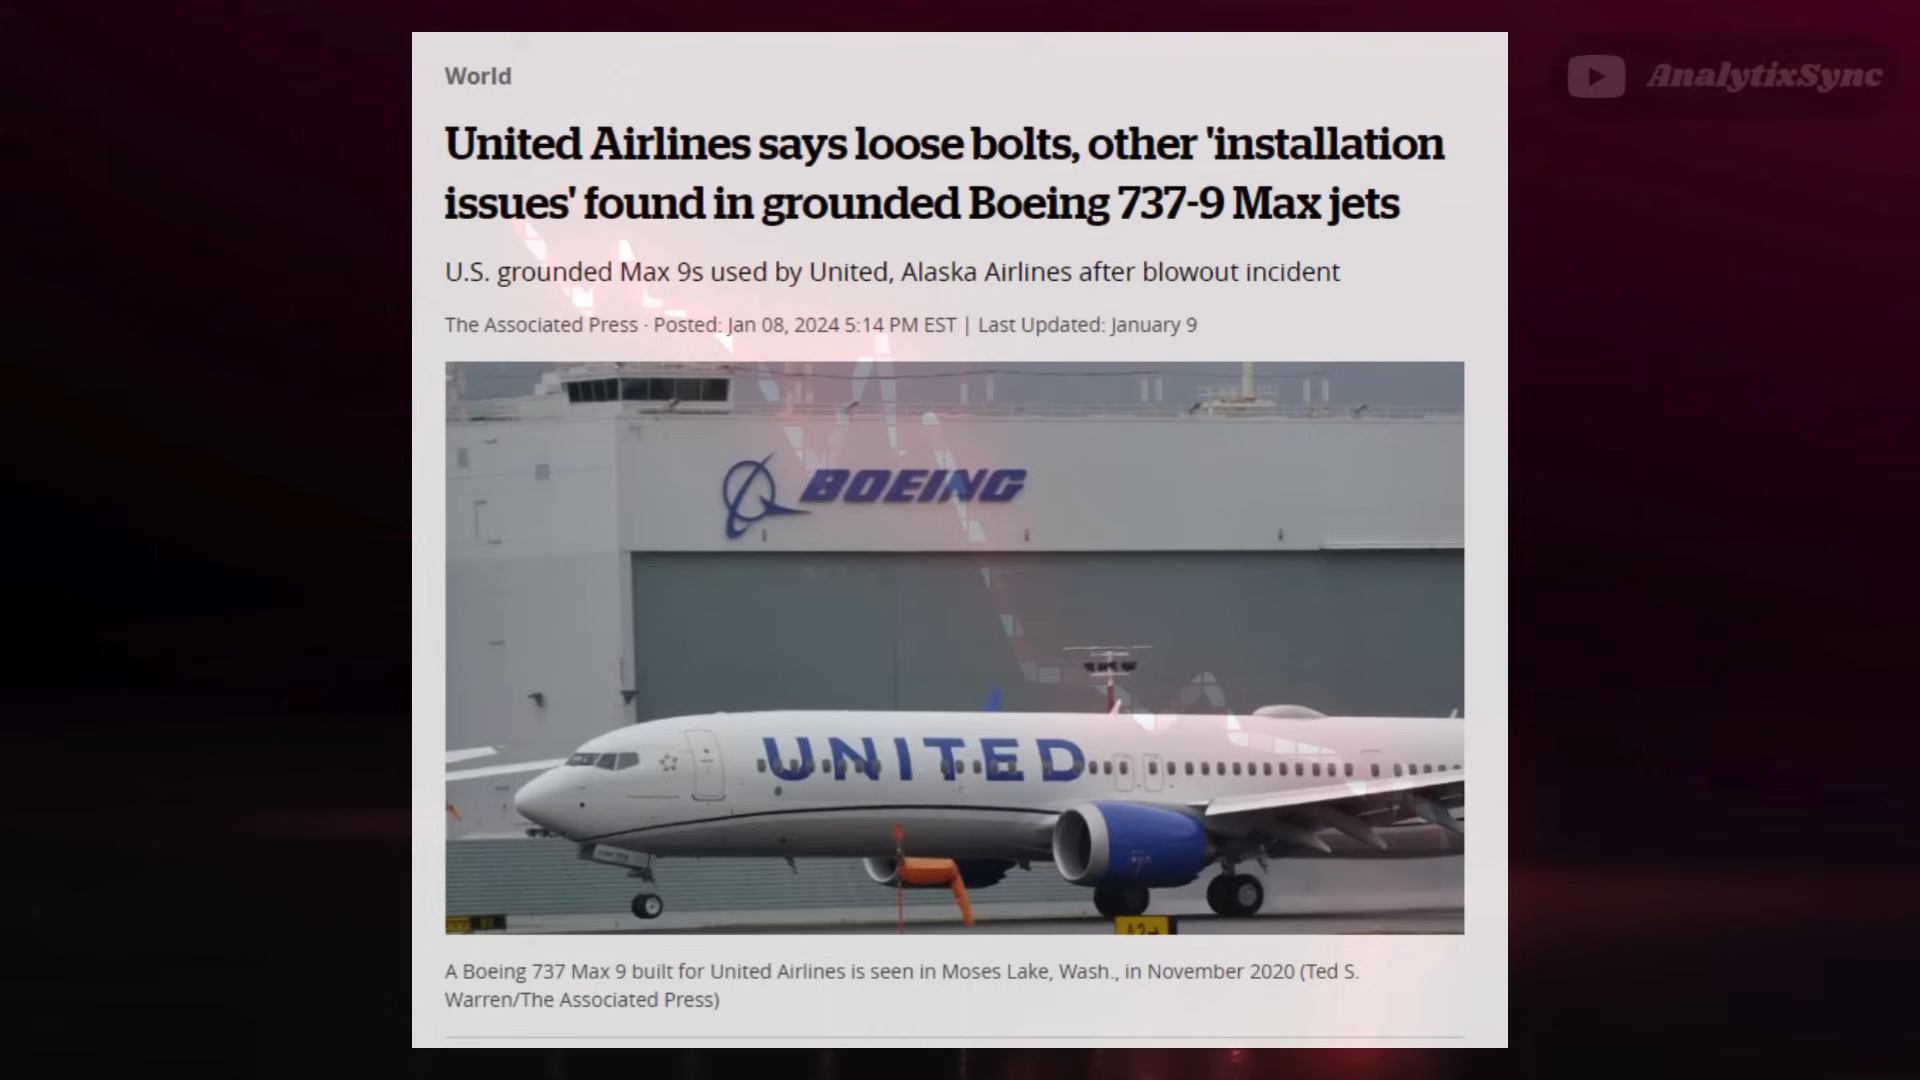 AnalytixSync
World
United Airlines says loose bolts, other 'installation
issues' found in grounded Boeing 737-9 Max jets
U.S. grounded Max 9s used by United, Alaska Airlines after blowout incident
The Associated Press · Posted: Jan 08, 2024 5:14 PM EST | Last Updated: January 9
BOEING
UNITED
A Boeing 737 Max 9 built for United Airlines is seen in Moses Lake, Wash., in November 2020 (Ted S.
Warren/The Associated Press)